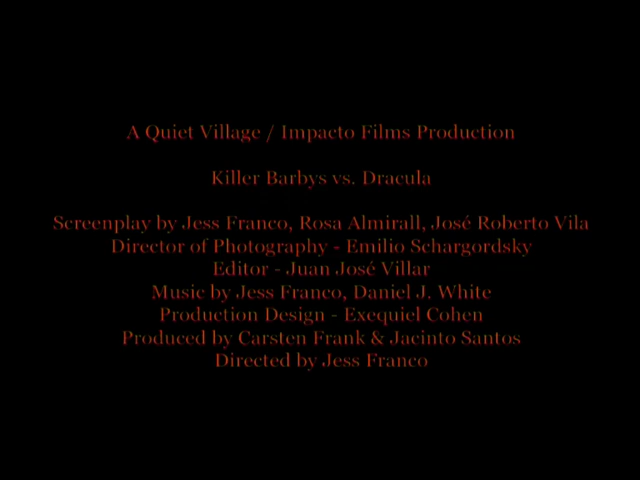 A Quiet Village / Impacto Films Production
Killer Barbys vs. Dracula
Screenplay by Jess Franco, Rosa Almirall, José Roberto Vila
Director of Photography - Emilio Schargordsky
Editor - Juan José Villar
Music by Jess Franco, Daniel J. White
Production Design - Exequiel Cohen
Produced by Carsten Frank & Jacinto Santos
Directed by Jess Franco